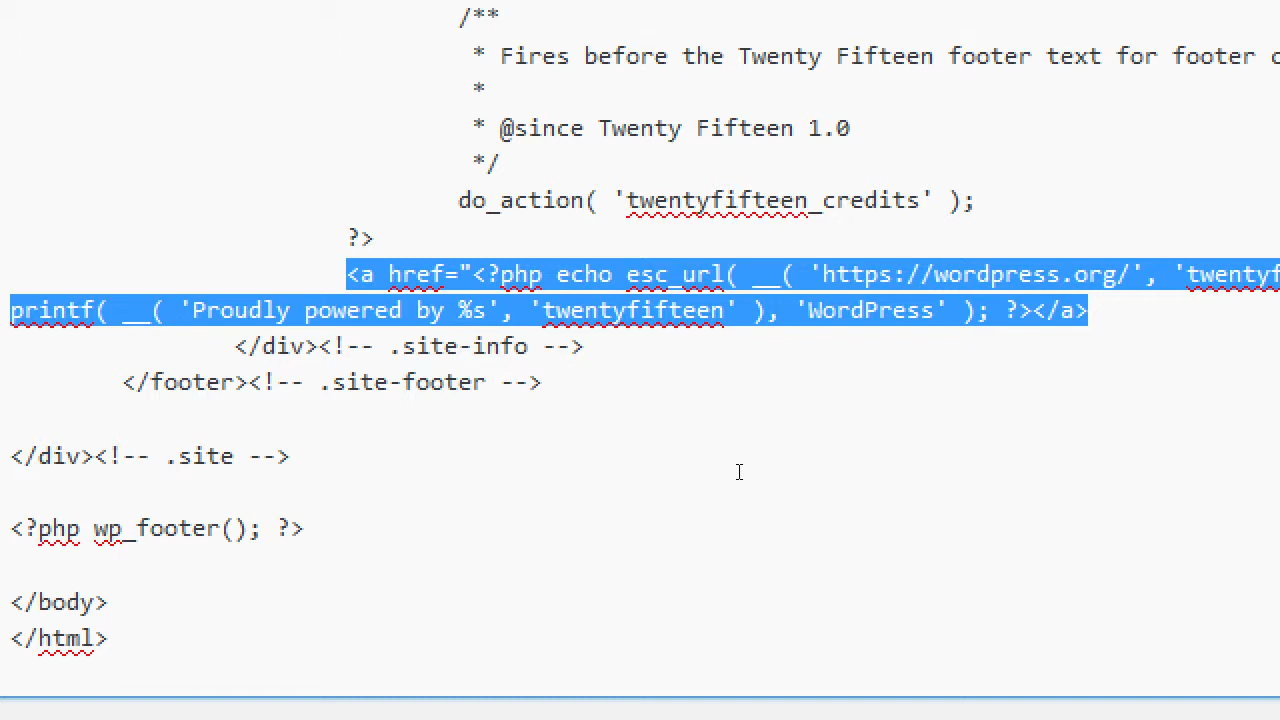 /**
* Fires before the Twenty Fifteen footer text for footer
*
* @since Twenty Fifteen 1.0
*/
do_action( 'twentyfifteen_credits' );
?>
<a href="<?php echo esc_url( __( 'https://wordpress.org/', 'twentyf
printf( __( 'Proudly powered by %s', 'twentyfifteen' ), 'WordPress' ); ?></a>
</div><!-- .site-info -->
</footer><!-- .site-footer -->
</div><!-- .site -->
<?php wp_footer(); ?>
</body>
</html>